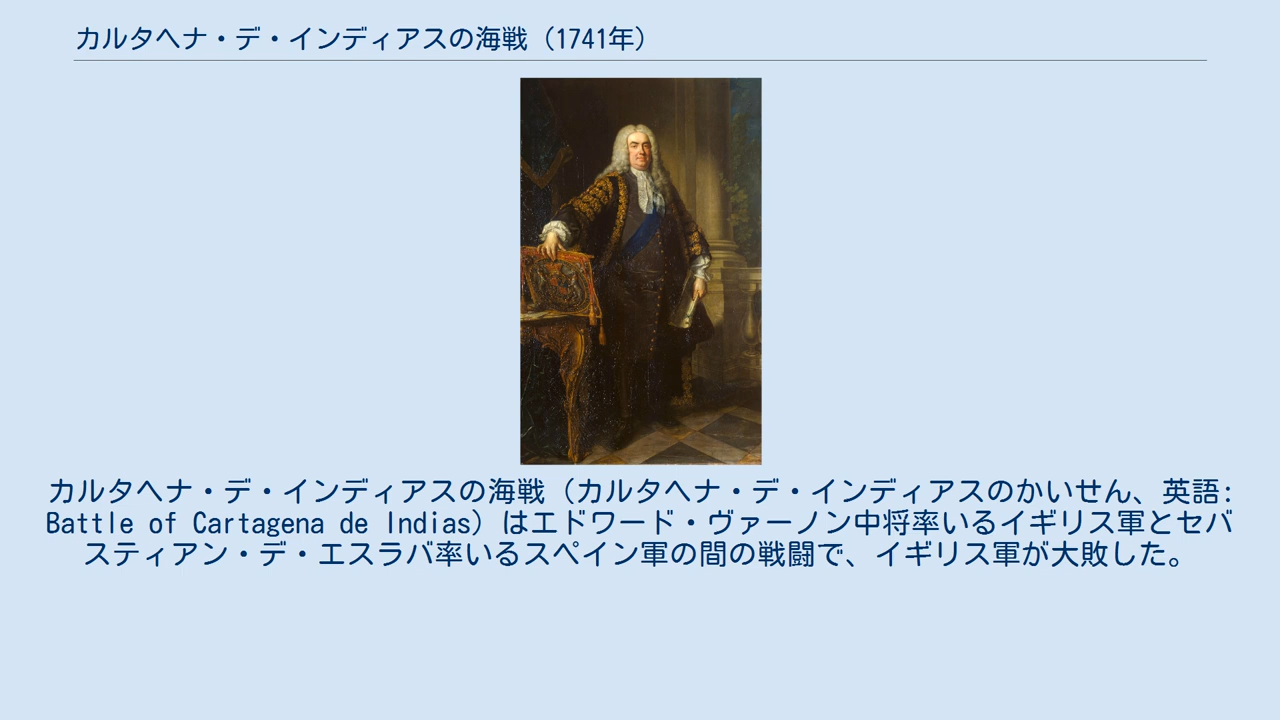 カルタヘナ・デ・インディアスの海戦（1741年）
カルタヘナ・デ・インディアスの海戦（カルタヘナ・デ・インディアスのかいせん、英語:
Battle of Cartagena de Indias）はエドワード・ヴァーノン中将率いるイギリス軍とセバ
スティアン・デ・エスラバ率いるスペイン軍の間の戦闘で、イギリス軍が大敗した。